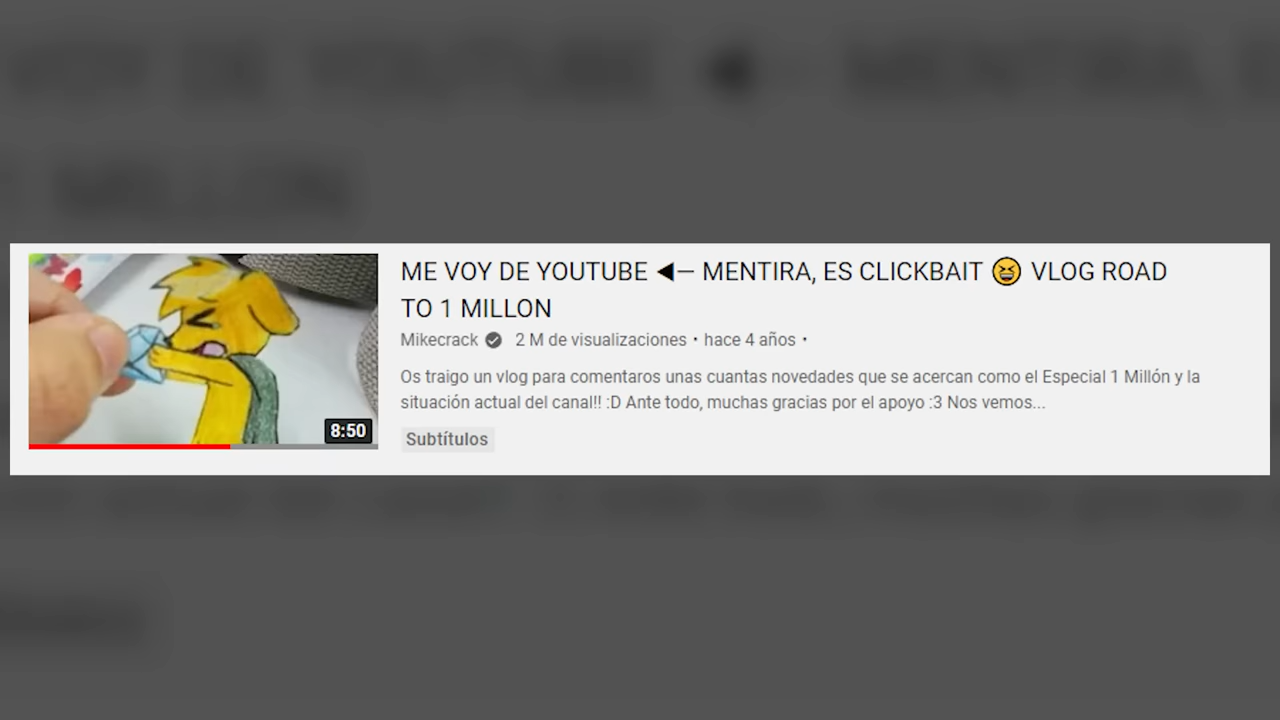 ME VOY DE YOUTUBE ◄— MENTIRA, ES CLICKBAIT 😆 VLOG ROAD
TO 1 MILLON
Mikecrack 2 M de visualizaciones • hace 4 años •
Os traigo un vlog para comentaros unas cuantas novedades que se acercan como el Especial 1 Millón y la
situación actual del canal!! :D Ante todo, muchas gracias por el apoyo :3 Nos vemos...
8:50
Subtítulos